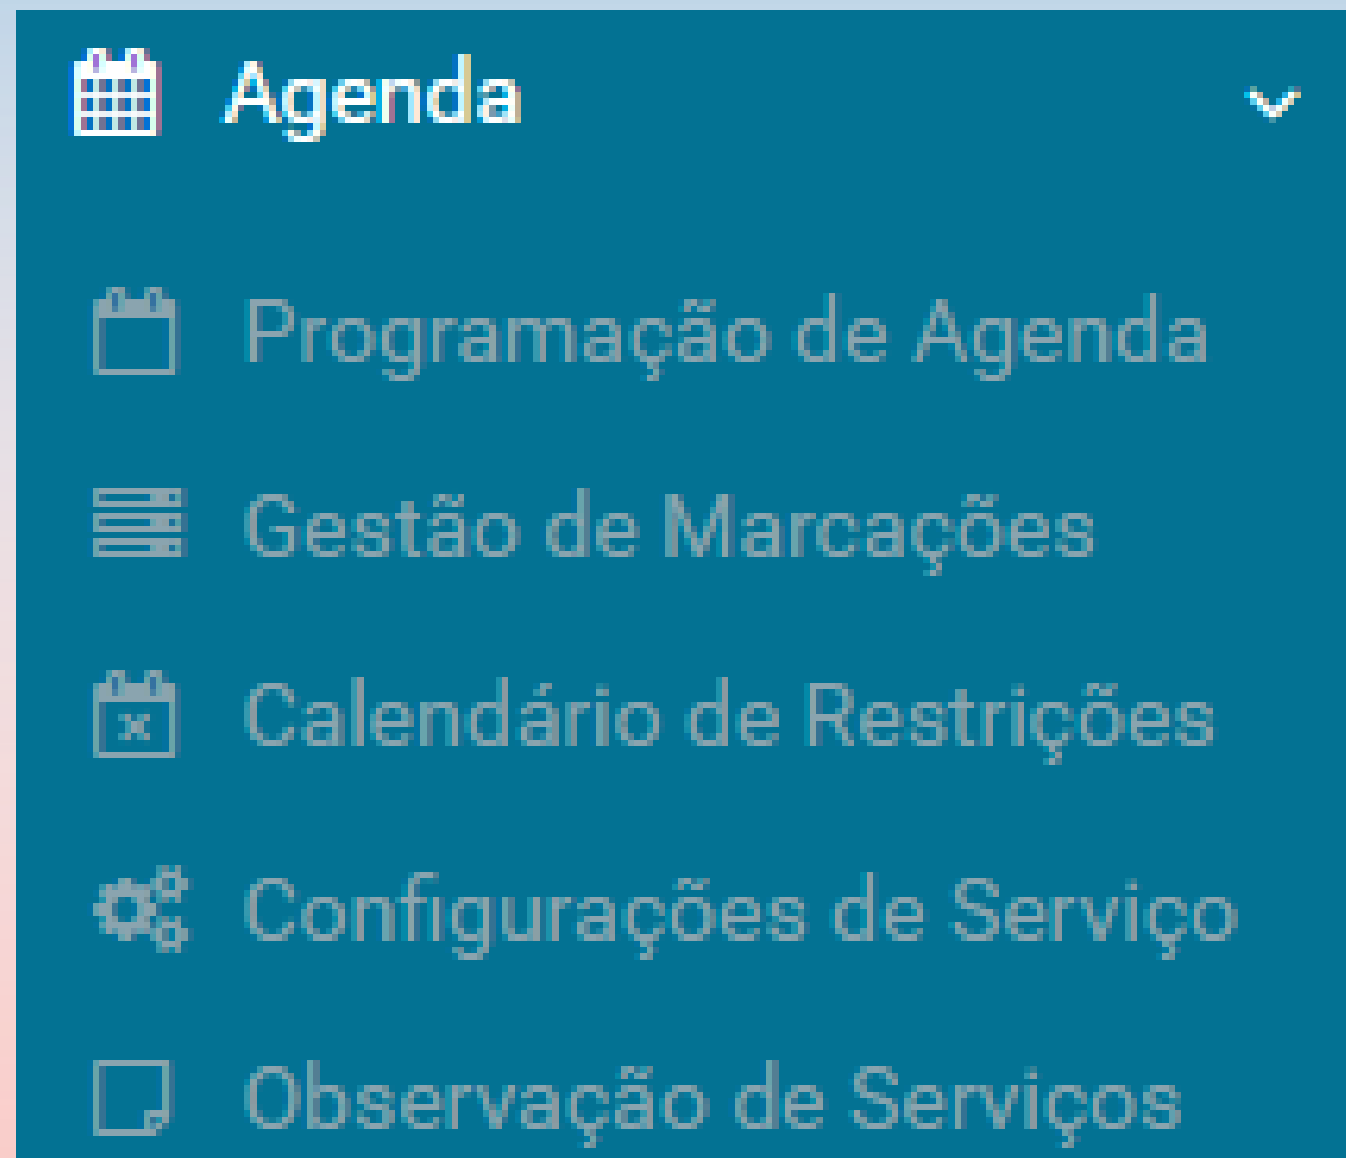 Agenda
Programação de Agenda
Gestão de Marcações
Calendário de Restrições
Configurações de Serviço
Observação de Serviços